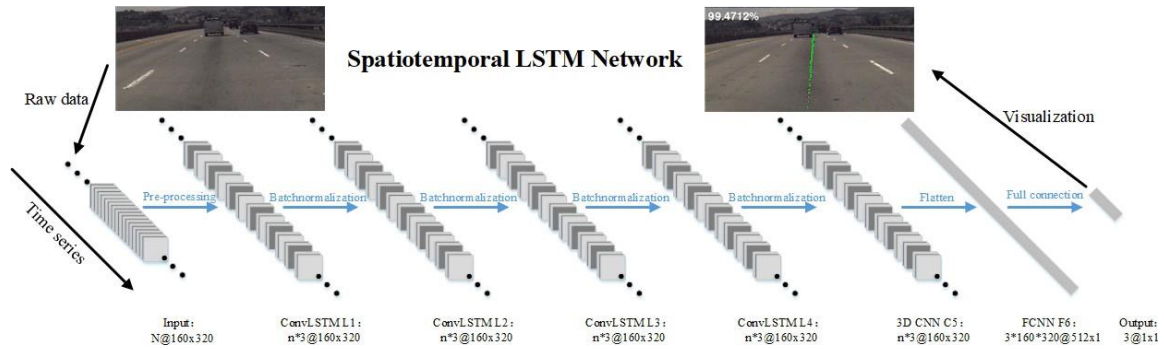 99.4712%
Spatiotemporal LSTM Network
Raw data
Visualization
Time series
Pre-processing
Batchnormalization
Batchnormalization
Batchnormalization
Batchnormalization
Flatten
Full connection
Input:
N@160x320
ConvLSTM L1:
n*3@160x320
ConvLSTM L2:
n*3@160x320
ConvLSTM L3:
n*3@160x320
ConvLSTM L4:
n*3@160x320
3D CNN C5:
n*3@160x320
FCNN F6:
3*160*320@512x1
Output:
3@1x1